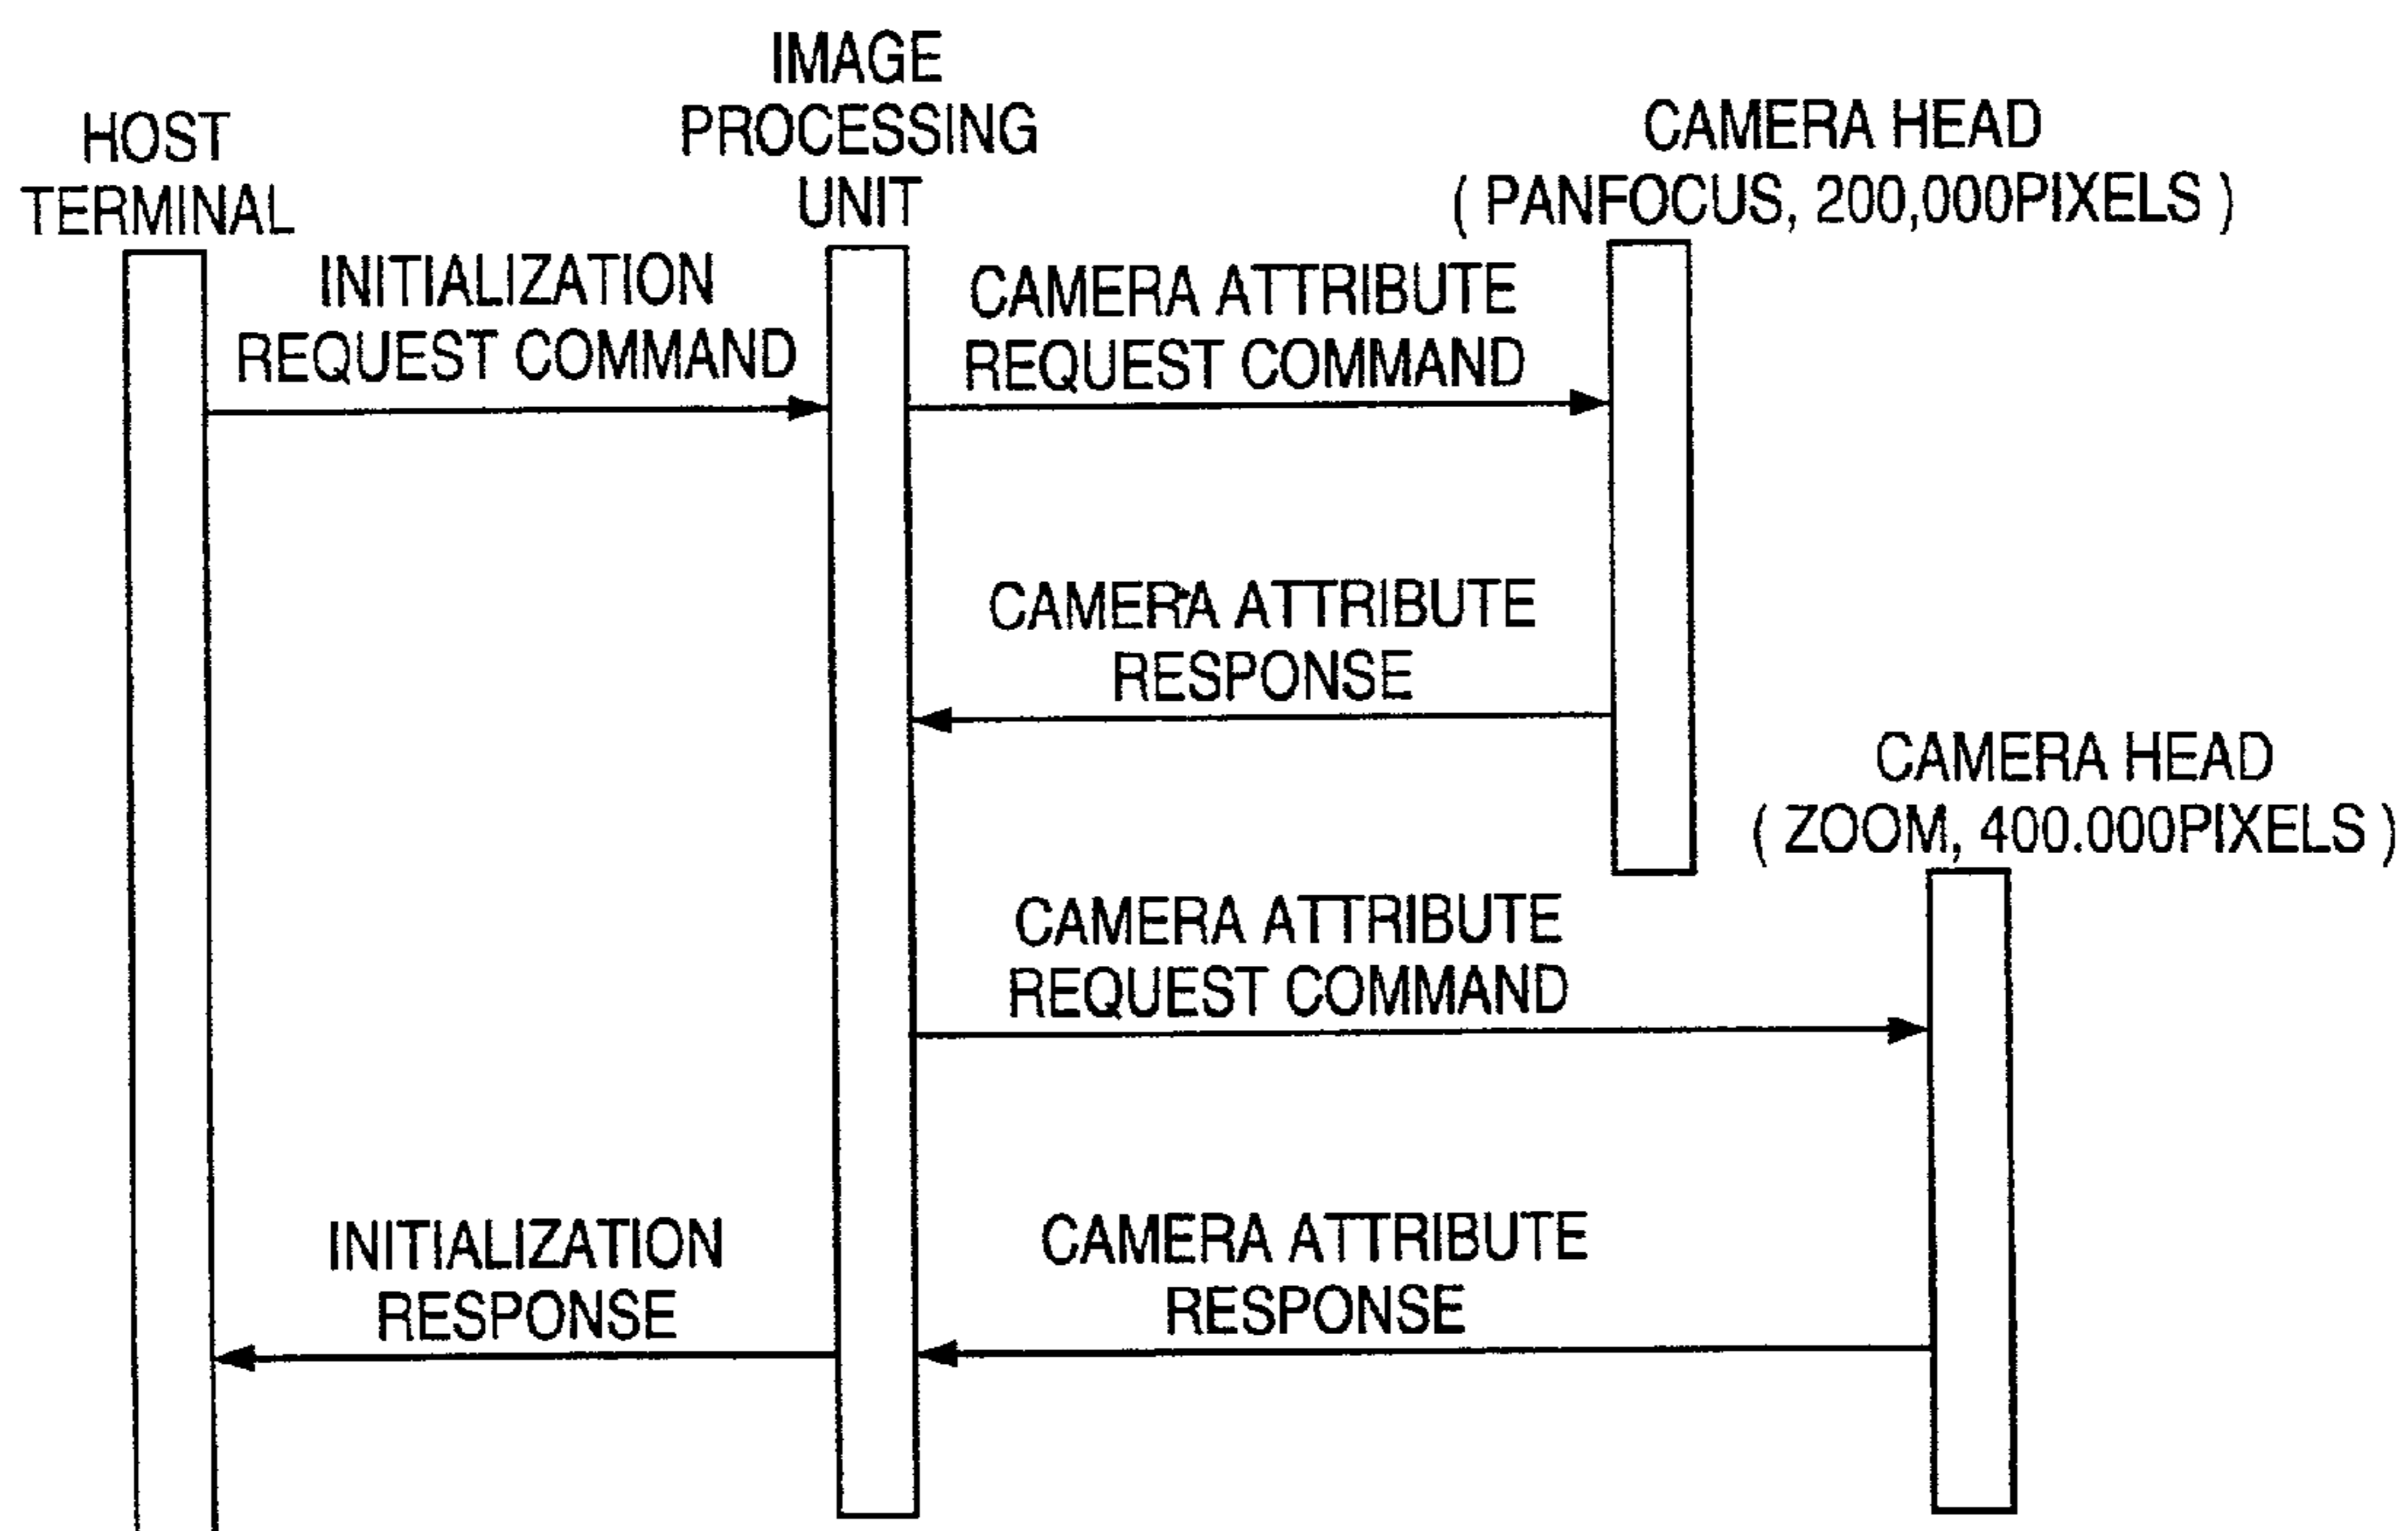 HOST
TERMINAL
IMAGE
PROCESSING
UNIT
CAMERA HEAD
( PANFOCUS, 200,000PIXELS )
INITIALIZATION
REQUEST COMMAND
CAMERA ATTRIBUTE
REQUEST COMMAND
CAMERA ATTRIBUTE
RESPONSE
CAMERA HEAD
( ZOOM, 400.000PIXELS )
CAMERA ATTRIBUTE
REQUEST COMMAND
INITIALIZATION
RESPONSE
CAMERA ATTRIBUTE
RESPONSE